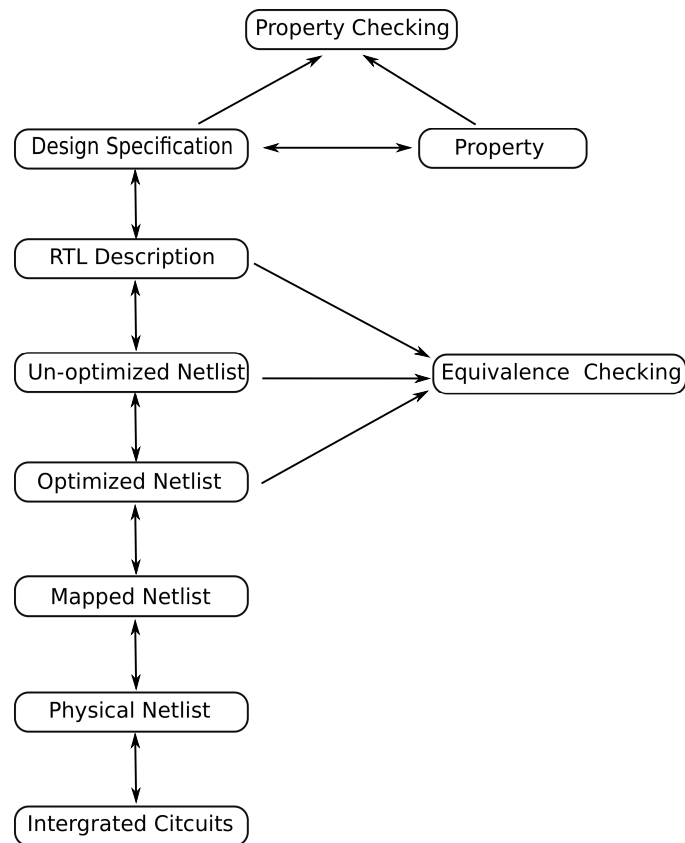 Property Checking
Design Specification
Property
RTL Description
Un-optimized Netlist
Equivalence Checking
Optimized Netlist
Mapped Netlist
Physical Netlist
Intergrated Citcuits